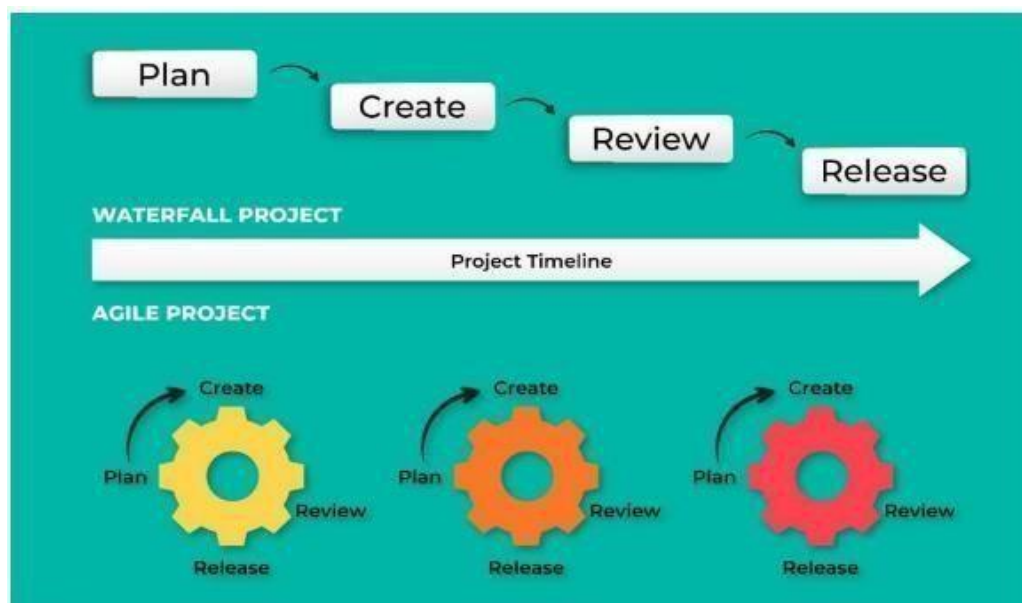 Plan
Create
Review
Release
WATERFALL PROJECT
Project Timeline
AGILE PROJECT
Create
Plan
Review
Release
Create
Plan
Review
Release
Create
Plan
Review
Release